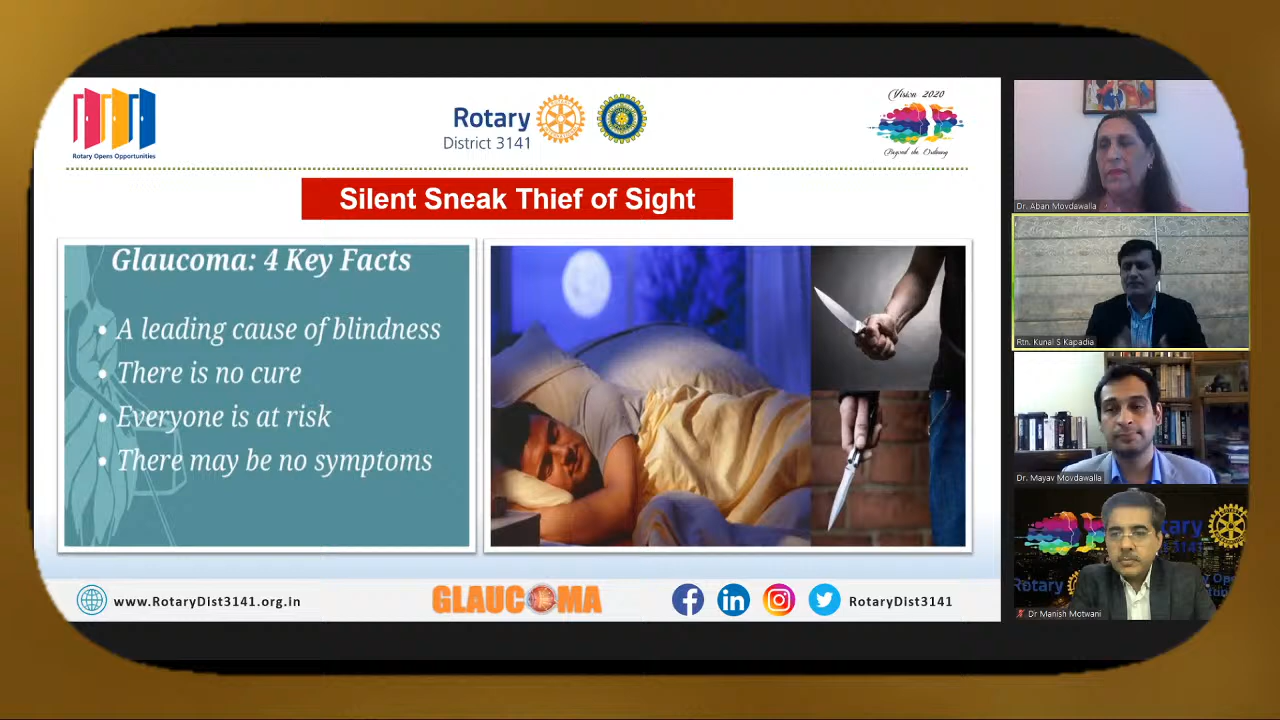 Rotary Opens Opportunities
Rotary
District 3141
Vision 2020
Beyond the Ordinary
Silent Sneak Thief of Sight
Glaucoma: 4 Key Facts
• A leading cause of blindness
• There is no cure
• Everyone is at risk
• There may be no symptoms
www.RotaryDist3141.org.in
GLAUCOMA
RotaryDist3141
Dr. Aban Movdawalla
Rtn. Kunal S Kapadia
Dr. Mayav Movdawalla
Dr Manish Motwani